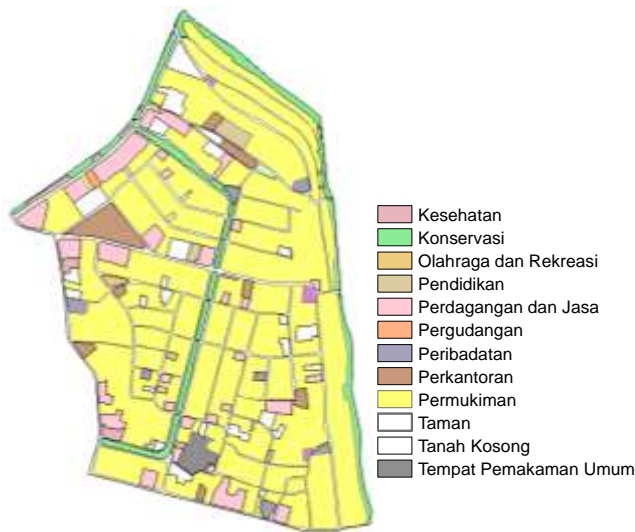 Kesehatan
Konservasi
Olahraga dan Rekreasi
Pendidikan
Perdagangan dan Jasa
Pergudangan
Peribadatan
Perkantoran
Permukiman
Taman
Tanah Kosong
Tempat Pemakaman Umum